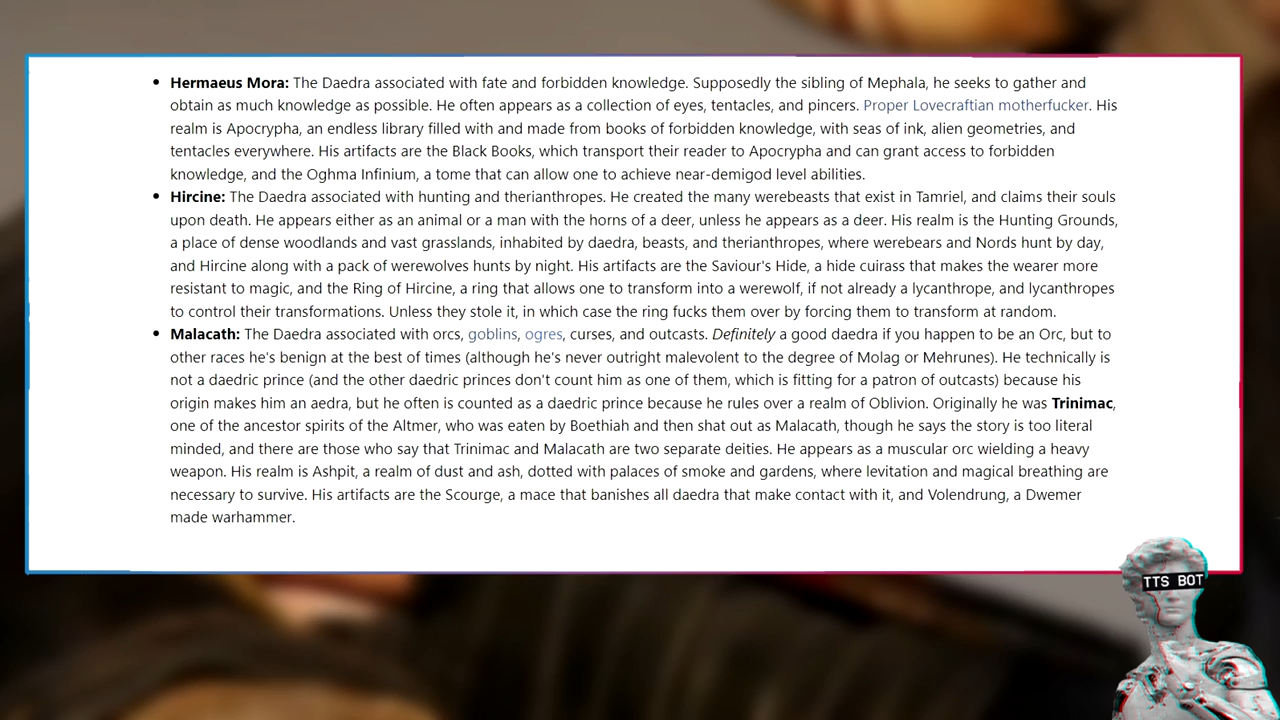 • Hermaeus Mora: The Daedra associated with fate and forbidden knowledge. Supposedly the sibling of Mephala, he seeks to gather and
obtain as much knowledge as possible. He often appears as a collection of eyes, tentacles, and pincers. Proper Lovecraftian motherfucker. His
realm is Apocrypha, an endless library filled with and made from books of forbidden knowledge, with seas of ink, alien geometries, and
tentacles everywhere. His artifacts are the Black Books, which transport their reader to Apocrypha and can grant access to forbidden
knowledge, and the Oghma Infinium, a tome that can allow one to achieve near-demigod level abilities.
• Hircine: The Daedra associated with hunting and therianthropes. He created the many werebeasts that exist in Tamriel, and claims their souls
upon death. He appears either as an animal or a man with the horns of a deer, unless he appears as a deer. His realm is the Hunting Grounds,
a place of dense woodlands and vast grasslands, inhabited by daedra, beasts, and therianthropes, where werebears and Nords hunt by day,
and Hircine along with a pack of werewolves hunts by night. His artifacts are the Saviour's Hide, a hide cuirass that makes the wearer more
resistant to magic, and the Ring of Hircine, a ring that allows one to transform into a werewolf, if not already a lycanthrope, and lycanthropes
to control their transformations. Unless they stole it, in which case the ring fucks them over by forcing them to transform at random.
• Malacath: The Daedra associated with orcs, goblins, ogres, curses, and outcasts. Definitely a good daedra if you happen to be an Orc, but to
other races he's benign at the best of times (although he's never outright malevolent to the degree of Molag or Mehrunes). He technically is
not a daedric prince (and the other daedric princes don't count him as one of them, which is fitting for a patron of outcasts) because his
origin makes him an aedra, but he often is counted as a daedric prince because he rules over a realm of Oblivion. Originally he was Trinimac,
one of the ancestor spirits of the Altmer, who was eaten by Boethiah and then shat out as Malacath, though he says the story is too literal
minded, and there are those who say that Trinimac and Malacath are two separate deities. He appears as a muscular orc wielding a heavy
weapon. His realm is Ashpit, a realm of dust and ash, dotted with palaces of smoke and gardens, where levitation and magical breathing are
necessary to survive. His artifacts are the Scourge, a mace that banishes all daedra that make contact with it, and Volendrung, a Dwemer
made warhammer.
TTS BOT